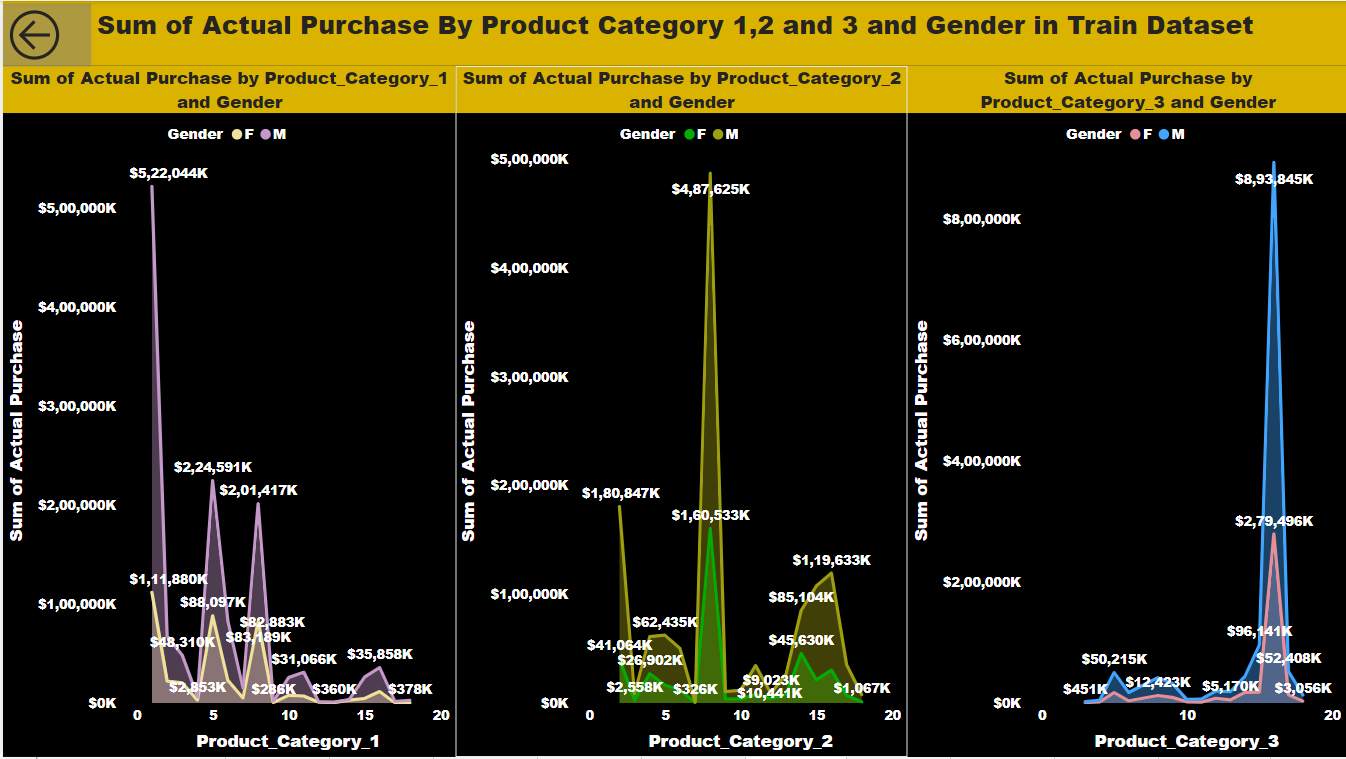 Sum of Actual Purchase By Product Category 1,2 and 3 and Gender in Train Dataset
Sum of Actual Purchase by Product_Category_1
and Gender
Gender F M
Sum of Actual Purchase
$5,00,000K
$4,00,000K
$3,00,000K
$2,00,000K
$1,00,000K
$0K
$5,22,044K
$2,24,591K
$2,01,417K
$1,11,880K
$88,097K
$82,883K
$83,189K
$48,310K
$31,066K
$35,858K
$2,853K
$286K
$360K
$378K
0 5 10 15 20
Product_Category_1
Sum of Actual Purchase by Product_Category_2
and Gender
Gender F M
Sum of Actual Purchase
$5,00,000K
$4,00,000K
$3,00,000K
$2,00,000K
$1,00,000K
$0K
$4,87,625K
$1,80,847K
$1,60,533K
$1,19,633K
$85,104K
$62,435K
$41,064K
$45,630K
$26,902K
$9,023K
$2,558K
$326K
$10,441K
$1,067K
0 5 10 15 20
Product_Category_2
Sum of Actual Purchase by
Product_Category_3 and Gender
Gender F M
Sum of Actual Purchase
$8,00,000K
$6,00,000K
$4,00,000K
$2,00,000K
$0K
$8,93,845K
$2,79,496K
$96,141K
$50,215K
$52,408K
$12,423K
$451K
$5,170K
$3,056K
0 10 20
Product_Category_3